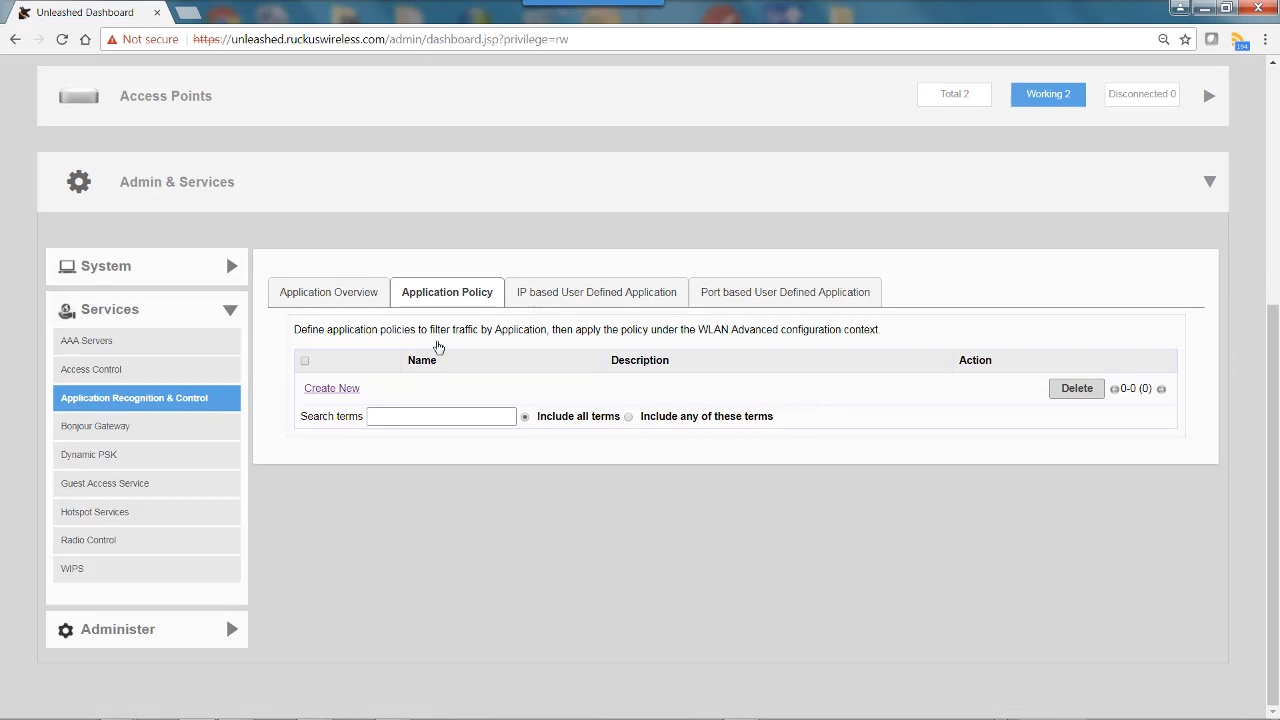 Unleashed Dashboard
Not secure https://unleashed.ruckuswireless.com/admin/dashboard.jsp?privilege=rw
194
Access Points
Total 2
Working 2
Disconnected 0
Admin & Services
System
Services
AAA Servers
Access Control
Application Recognition & Control
Bonjour Gateway
Dynamic PSK
Guest Access Service
Hotspot Services
Radio Control
WIPS
Administer
Application Overview
Application Policy
IP based User Defined Application
Port based User Defined Application
Define application policies to filter traffic by Application, then apply the policy under the WLAN Advanced configuration context.
Name Description Action
Create New
Delete
0-0 (0)
Search terms
Include all terms
Include any of these terms